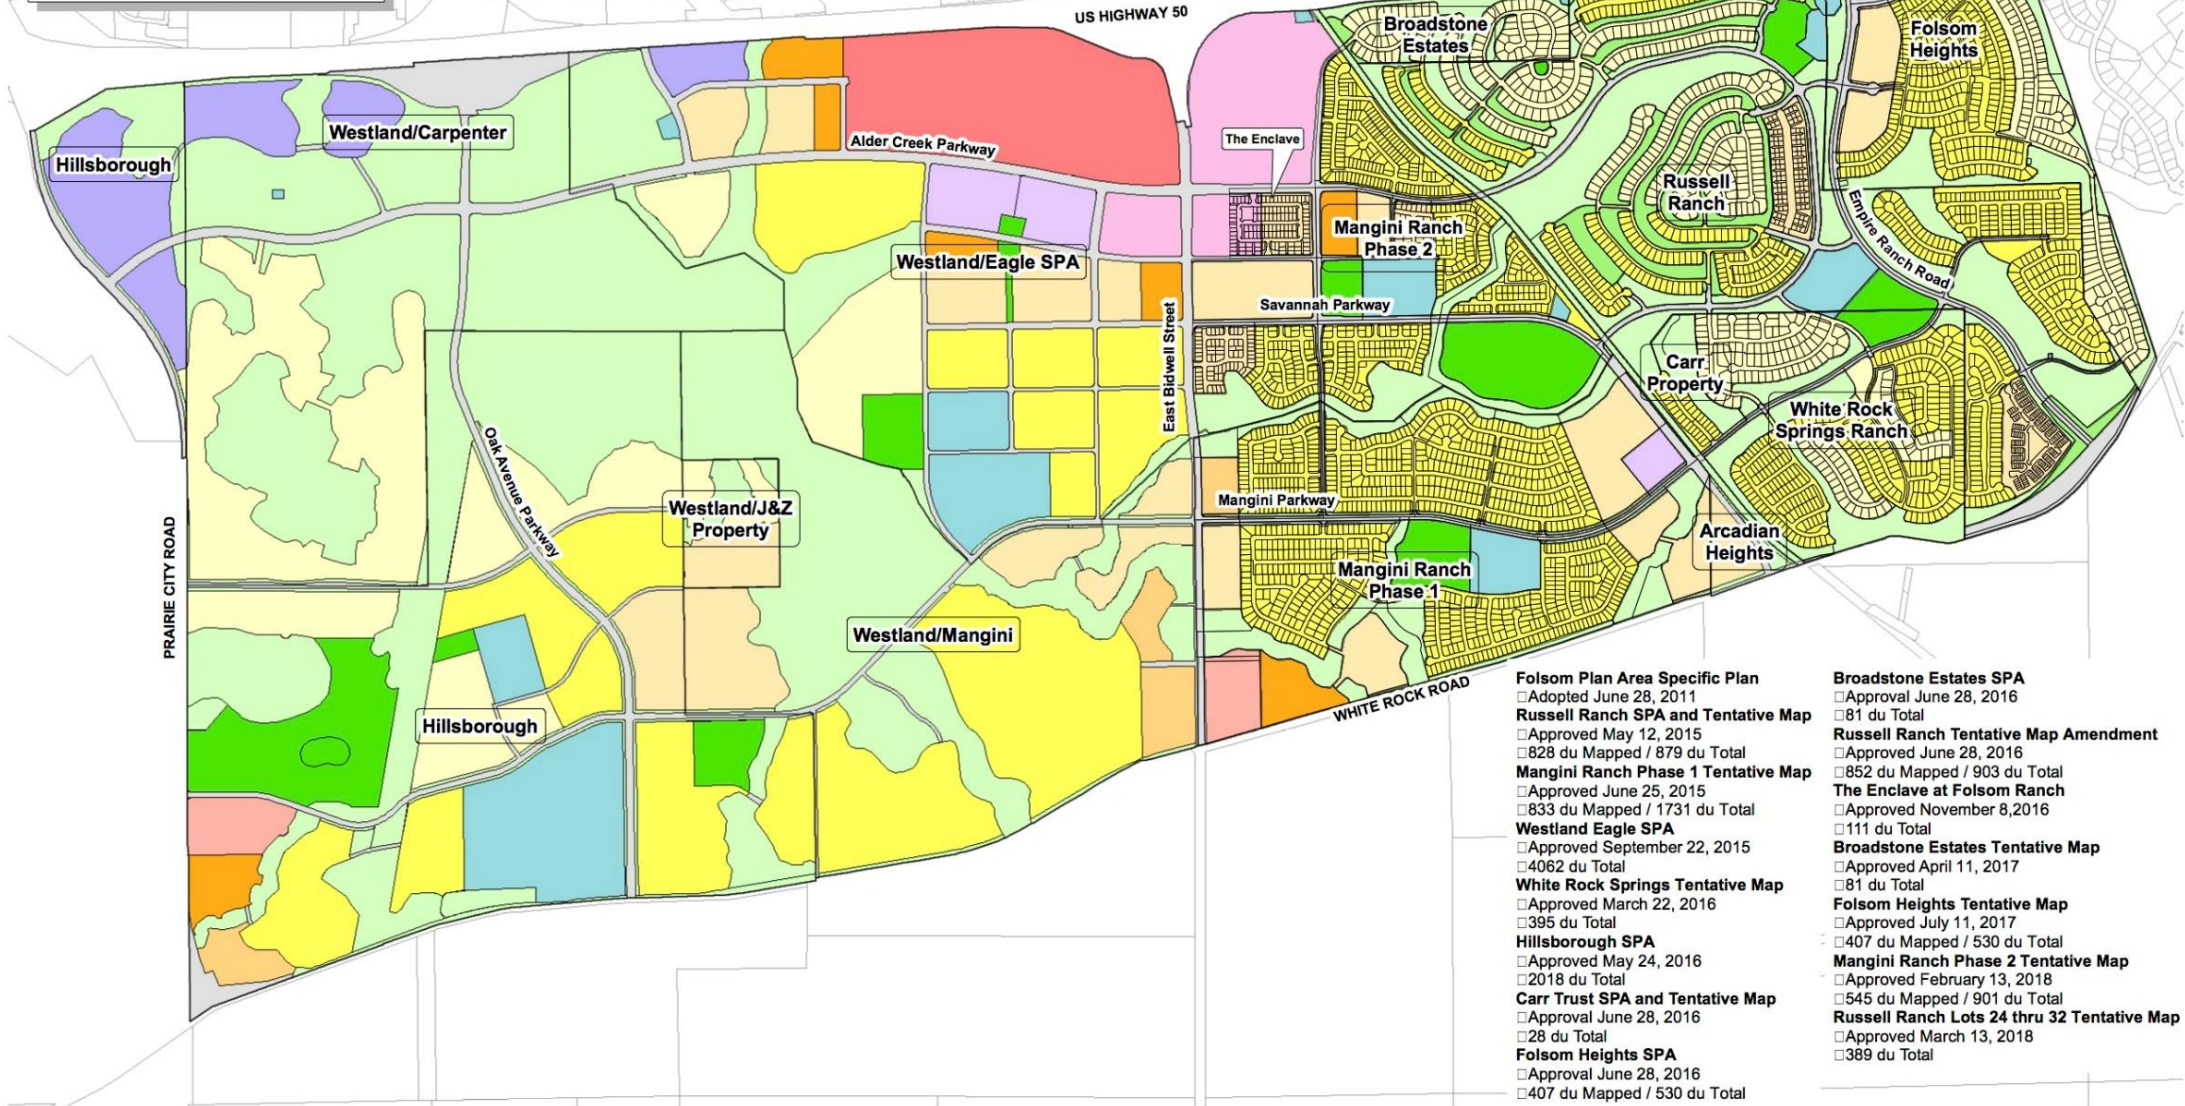 US HIGHWAY 50
Broadstone
Estates
Folsom
Heights
Westland/Carpenter
Hillsborough
Alder Creek Parkway
The Enclave
Russell
Ranch
Empire Ranch Road
Mangini Ranch
Phase 2
Westland/Eagle SPA
Savannah Parkway
East Bidwell Street
Carr
Property
White Rock
Springs Ranch
Oak Avenue Parkway
Westland/J&Z
Property
Mangini Parkway
Arcadian
Heights
PRAIRIE CITY ROAD
Mangini Ranch
Phase 1
Westland/Mangini
Hillsborough
WHITE ROCK ROAD
Folsom Plan Area Specific Plan
□Adopted June 28, 2011
Russell Ranch SPA and Tentative Map
□Approved May 12, 2015
□828 du Mapped / 879 du Total
Mangini Ranch Phase 1 Tentative Map
□Approved June 25, 2015
□833 du Mapped / 1731 du Total
Westland Eagle SPA
□Approved September 22, 2015
□4062 du Total
White Rock Springs Tentative Map
□Approved March 22, 2016
□395 du Total
Hillsborough SPA
□Approved May 24, 2016
□2018 du Total
Carr Trust SPA and Tentative Map
□Approval June 28, 2016
□28 du Total
Folsom Heights SPA
□Approval June 28, 2016
□407 du Mapped / 530 du Total
Broadstone Estates SPA
□Approval June 28, 2016
□81 du Total
Russell Ranch Tentative Map Amendment
□Approved June 28, 2016
□852 du Mapped / 903 du Total
The Enclave at Folsom Ranch
□Approved November 8,2016
□111 du Total
Broadstone Estates Tentative Map
□Approved April 11, 2017
□81 du Total
Folsom Heights Tentative Map
□Approved July 11, 2017
□407 du Mapped / 530 du Total
Mangini Ranch Phase 2 Tentative Map
□Approved February 13, 2018
□545 du Mapped / 901 du Total
Russell Ranch Lots 24 thru 32 Tentative Map
□Approved March 13, 2018
□389 du Total